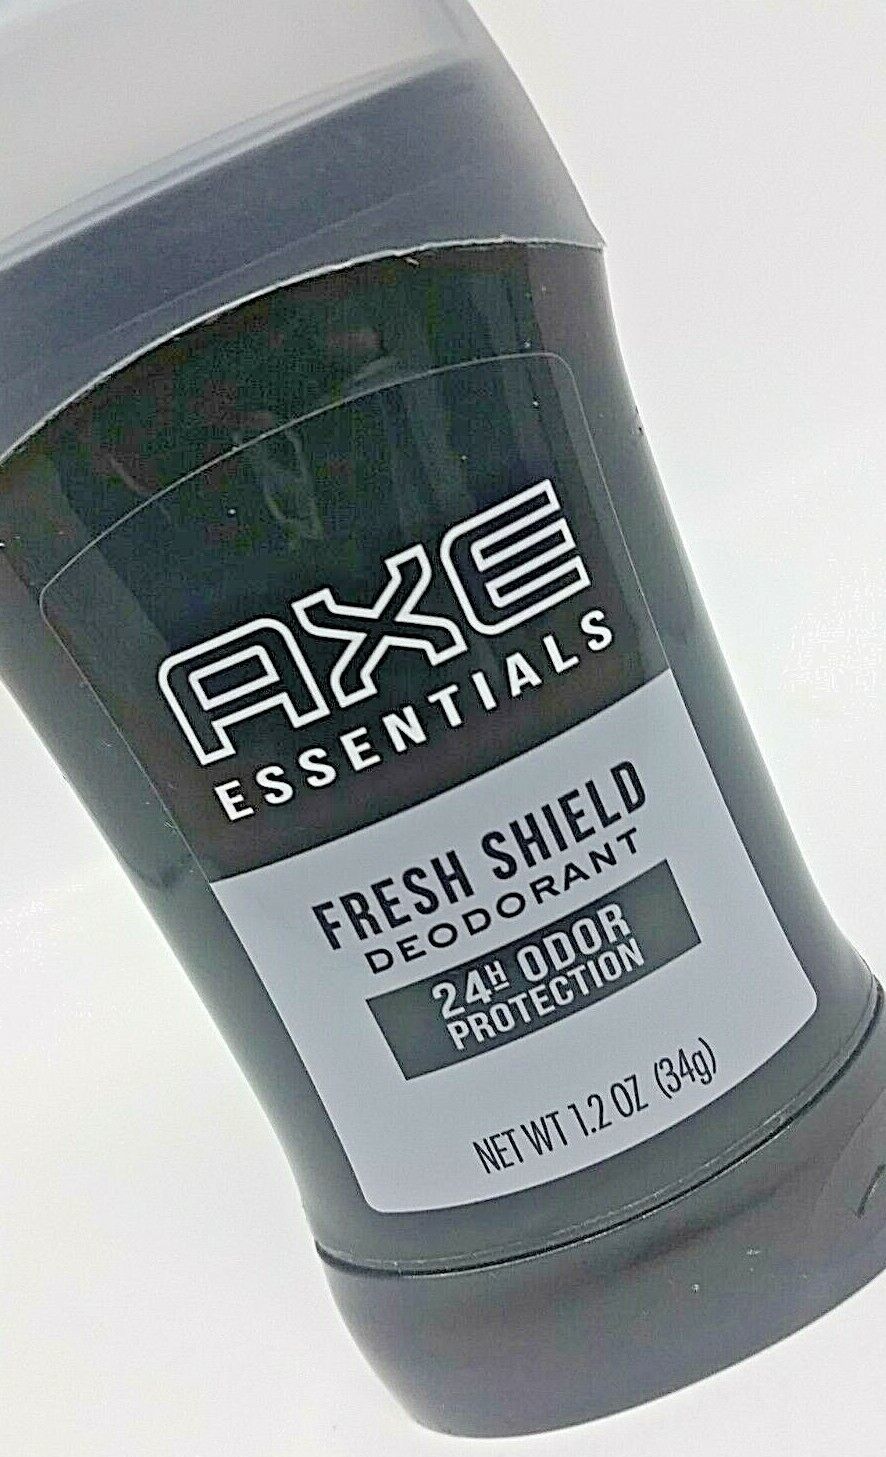 AXE
ESSENTIALS
FRESH SHIELD
DEODORANT
24H ODOR
PROTECTION
NET WT 1.2 OZ (34g)